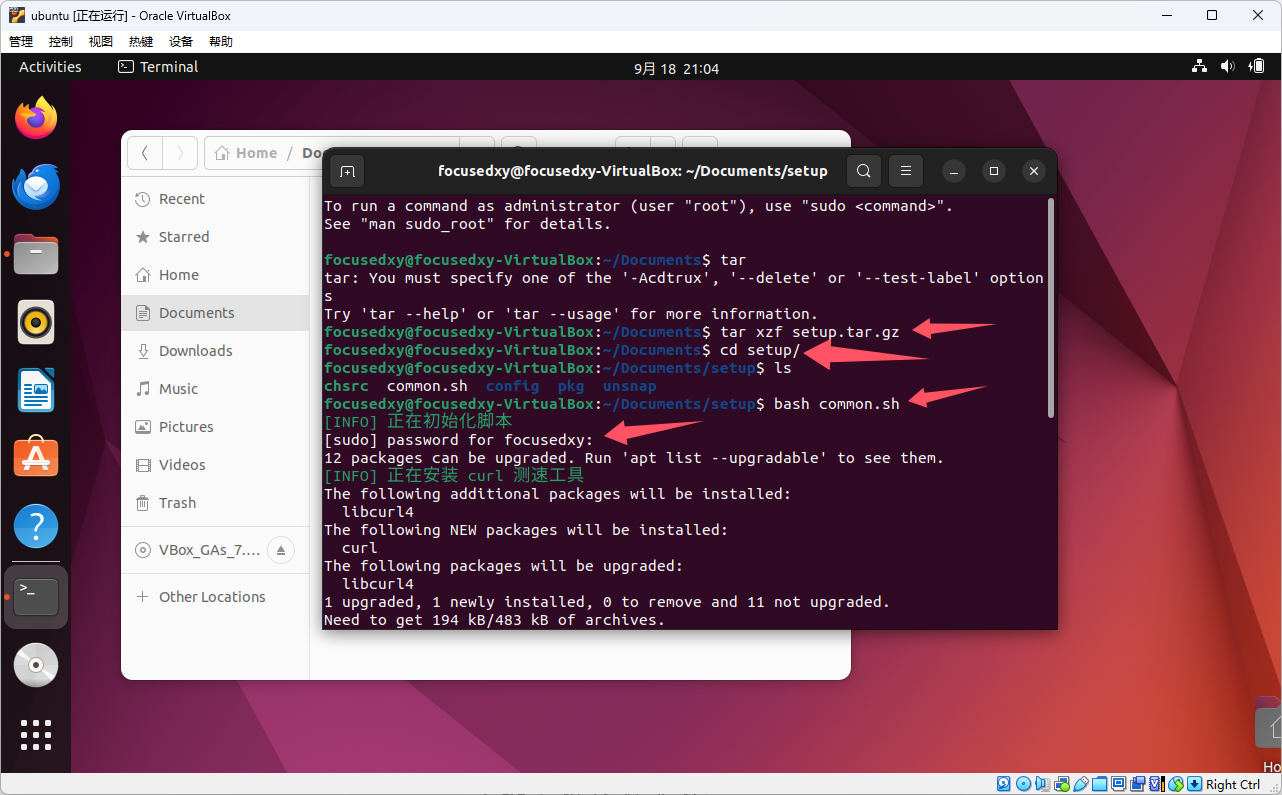 ubuntu [正在运行] - Oracle VirtualBox
管理 控制 视图 热键 设备 帮助
Activities Terminal 9月 18 21:04
Home / Do
focusedxy@focusedxy-VirtualBox: ~/Documents/setup
Recent
Starred
Home
Documents
Downloads
Music
Pictures
Videos
Trash
VBox_GAs_7....
Other Locations
To run a command as administrator (user "root"), use "sudo <command>".
See "man sudo_root" for details.
focusedxy@focusedxy-VirtualBox:~/Documents$ tar
tar: You must specify one of the '-Acdtrux', '--delete' or '--test-label' option
s
Try 'tar --help' or 'tar --usage' for more information.
focusedxy@focusedxy-VirtualBox:~/Documents$ tar xzf setup.tar.gz
focusedxy@focusedxy-VirtualBox:~/Documents$ cd setup/
focusedxy@focusedxy-VirtualBox:~/Documents/setup$ ls
chsrc common.sh config pkg unsnap
focusedxy@focusedxy-VirtualBox:~/Documents/setup$ bash common.sh
[INFO] 正在初始化脚本
[sudo] password for focusedxy:
12 packages can be upgraded. Run 'apt list --upgradable' to see them.
[INFO] 正在安装 curl 测速工具
The following additional packages will be installed:
libcurl4
The following NEW packages will be installed:
curl
The following packages will be upgraded:
libcurl4
1 upgraded, 1 newly installed, 0 to remove and 11 not upgraded.
Need to get 194 kB/483 kB of archives.
Ho
Right Ctrl